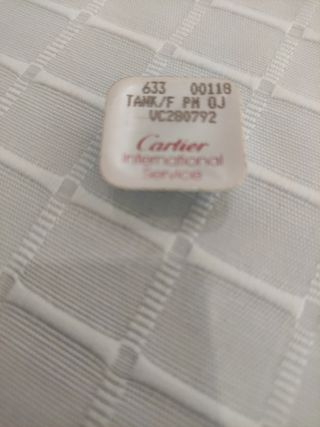 633 00118
TANK/F PM OJ
VC280792
Cartier
International
Service